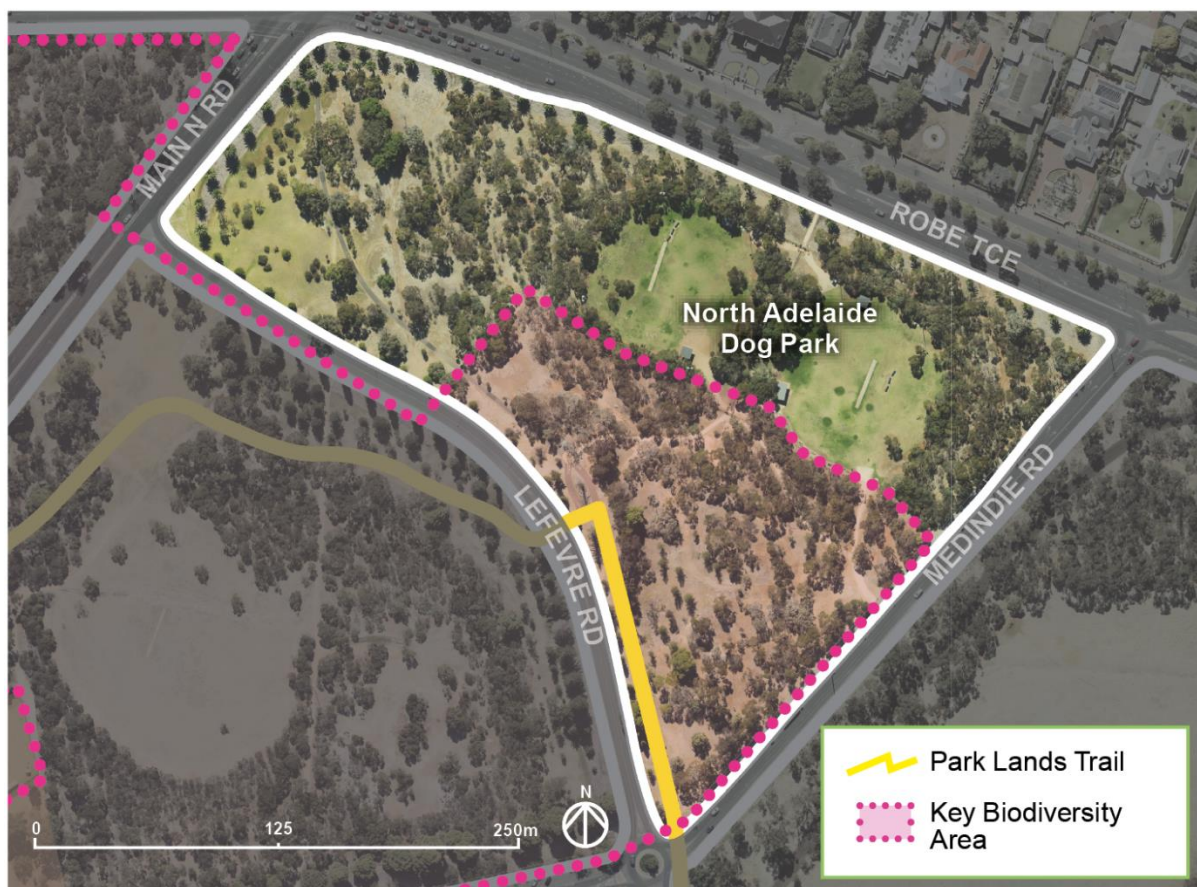 MAIN N RD
ROBE TCE
North Adelaide
Dog Park
MEDINDIE RD
LEFEVRE RD
N
0 125 250m
Park Lands Trail
Key Biodiversity
Area